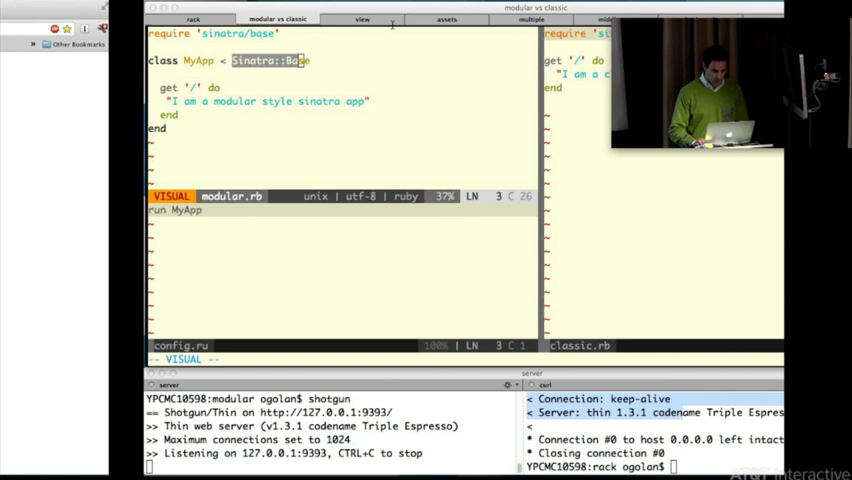 modular vs classic
rack
modular vs classic
view
assets
multiple
Other Bookmarks
require 'sinatra/base'
class MyApp < Sinatra::Base
get '/' do
"I am a modular style sinatra app"
end
end
VISUAL modular.rb unix | utf-8 | ruby 37% LN 3 C 26
run MyApp
config.ru 100% | LN 3 C 1
-- VISUAL --
get '/' do
"I am a
end
classic.rb
server
server
YPCMC10598:modular ogolan$ shotgun
== Shotgun/Thin on http://127.0.0.1:9393/
>> Thin web server (v1.3.1 codename Triple Espresso)
>> Maximum connections set to 1024
>> Listening on 127.0.0.1:9393, CTRL+C to stop
curl
< Connection: keep-alive
< Server: thin 1.3.1 codename Triple Espres
<
* Connection #0 to host 0.0.0.0 left intact
* Closing connection #0
YPCMC10598:rack ogolan$
AT&T Interactive